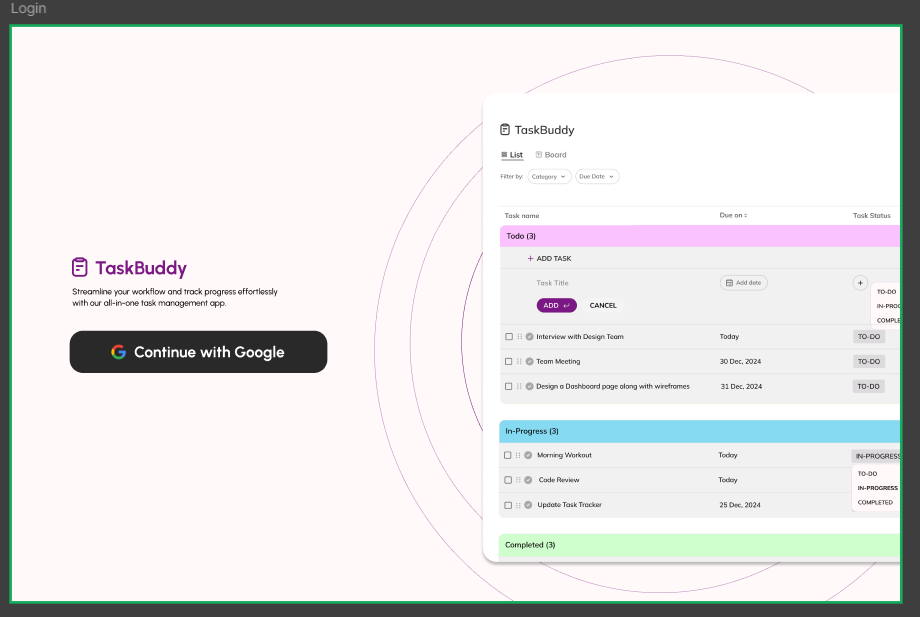 Login
TaskBuddy
Streamline your workflow and track progress effortlessly
with our all-in-one task management app.
Continue with Google
TaskBuddy
List Board
Filter by: Category Due Date
Task name Due on Task Status
Todo (3)
+ ADD TASK
Task Title Add date +
TO-DO
IN-PROG
COMPLE
ADD CANCEL
Interview with Design Team Today TO-DO
Team Meeting 30 Dec, 2024 TO-DO
Design a Dashboard page along with wireframes 31 Dec, 2024 TO-DO
In-Progress (3)
Morning Workout Today IN-PROGRESS
TO-DO
Code Review Today
IN-PROGRESS
COMPLETED
Update Task Tracker 25 Dec, 2024
Completed (3)